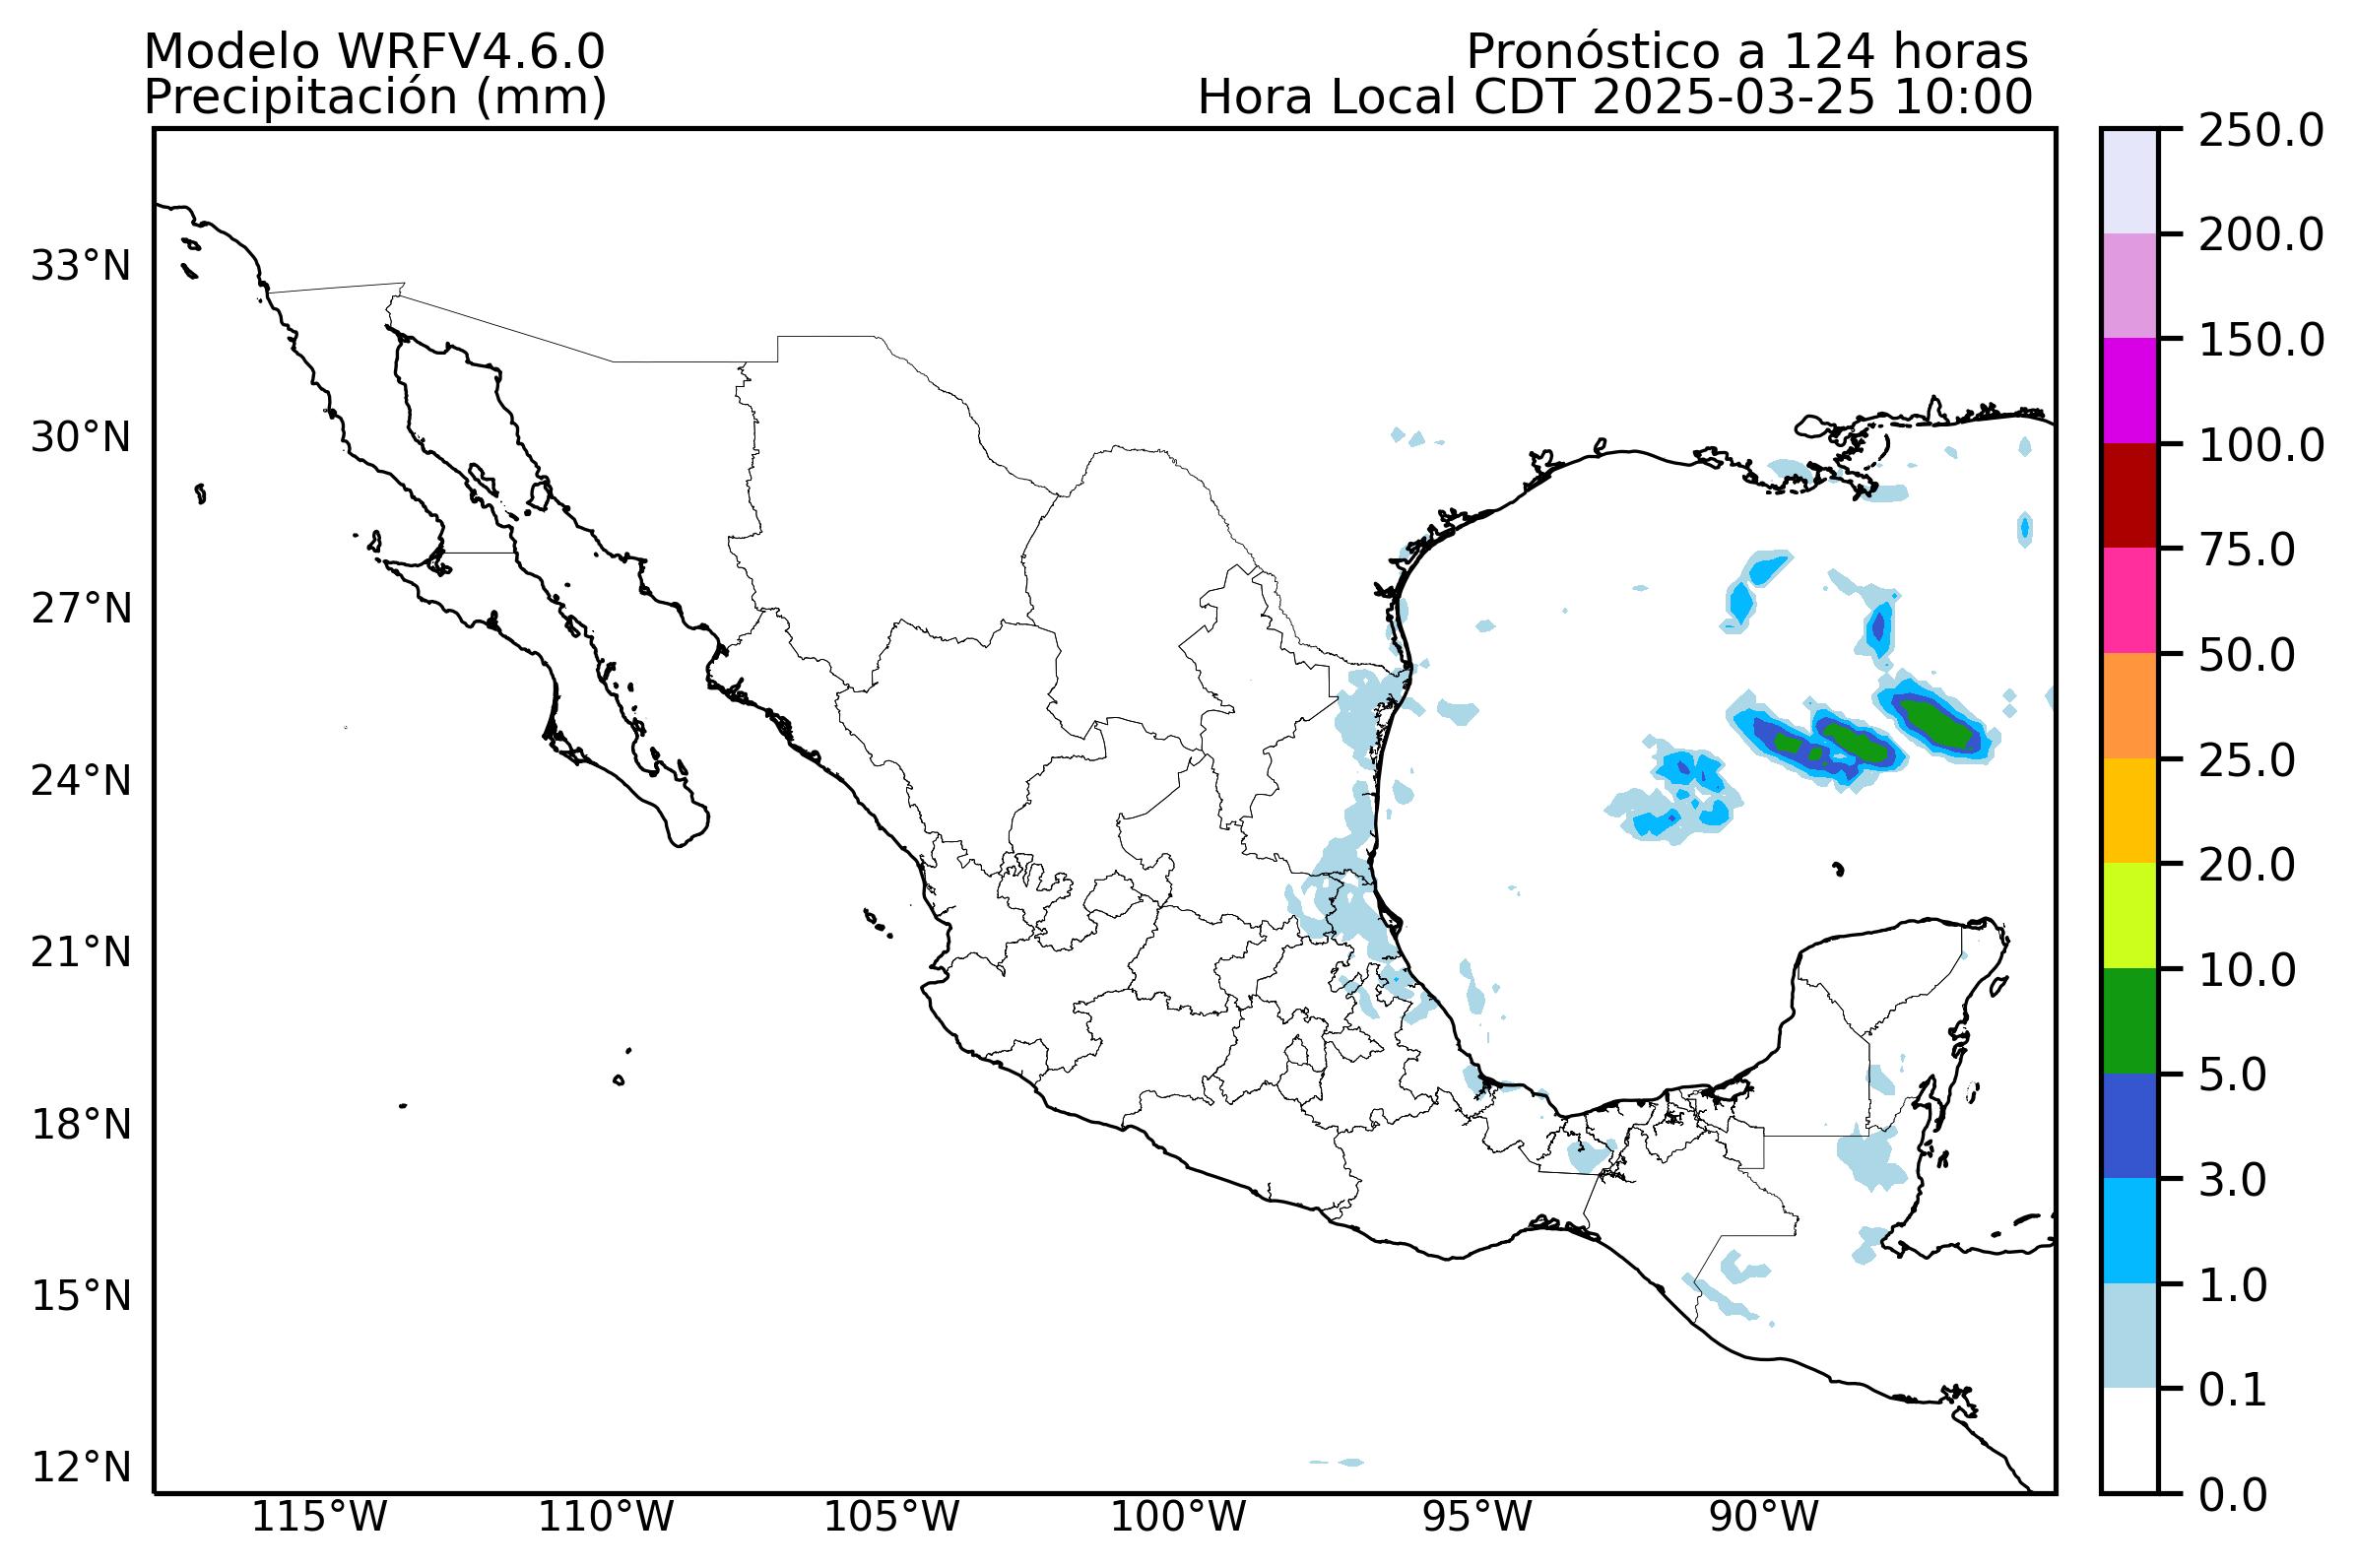 Modelo WRFV4.6.0
Precipitación (mm)
Pronóstico a 124 horas
Hora Local CDT 2025-03-25 10:00
33°N
30°N
27°N
24°N
21°N
18°N
15°N
12°N
115°W
110°W
105°W
100°W
95°W
90°W
250.0
200.0
150.0
100.0
75.0
50.0
25.0
20.0
10.0
5.0
3.0
1.0
0.1
0.0